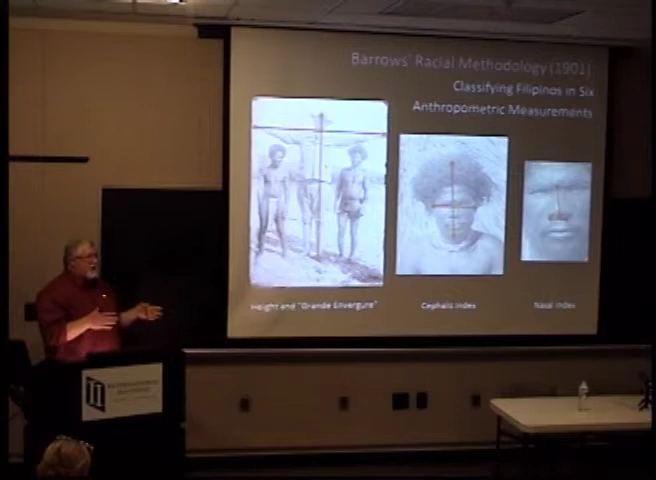 Barrows' Racial Methodology (1901)
Classifying Filipinos in Six
Anthropometric Measurements
Height and "Grande Envergure"
Cephalic Index
Nasal Index